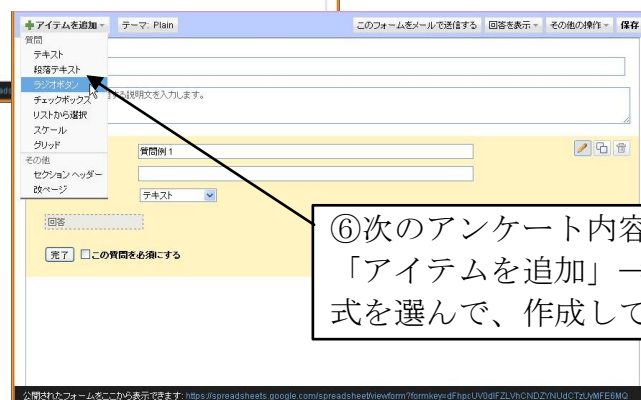 アイテムを追加 テーマ: Plain このフォームをメールで送信する 回答を表示 その他の操作 保存
質問
テキスト
段落テキスト
ラジオボタン
チェックボックス
リストから選択
スケール
グリッド
その他
セクションヘッダー
改ページ
説明文を入力します。
質問例 1
テキスト
回答
完了 この質問を必須にする
⑥次のアンケート内容
「アイテムを追加」ー
式を選んで、作成して
公開されたフォームをここから表示できます: https://spreadsheets.google.com/spreadsheet/viewform?formkey=dFhpcUV0dlFZLVhCNDZYNUdCTzUyMFE6MQ